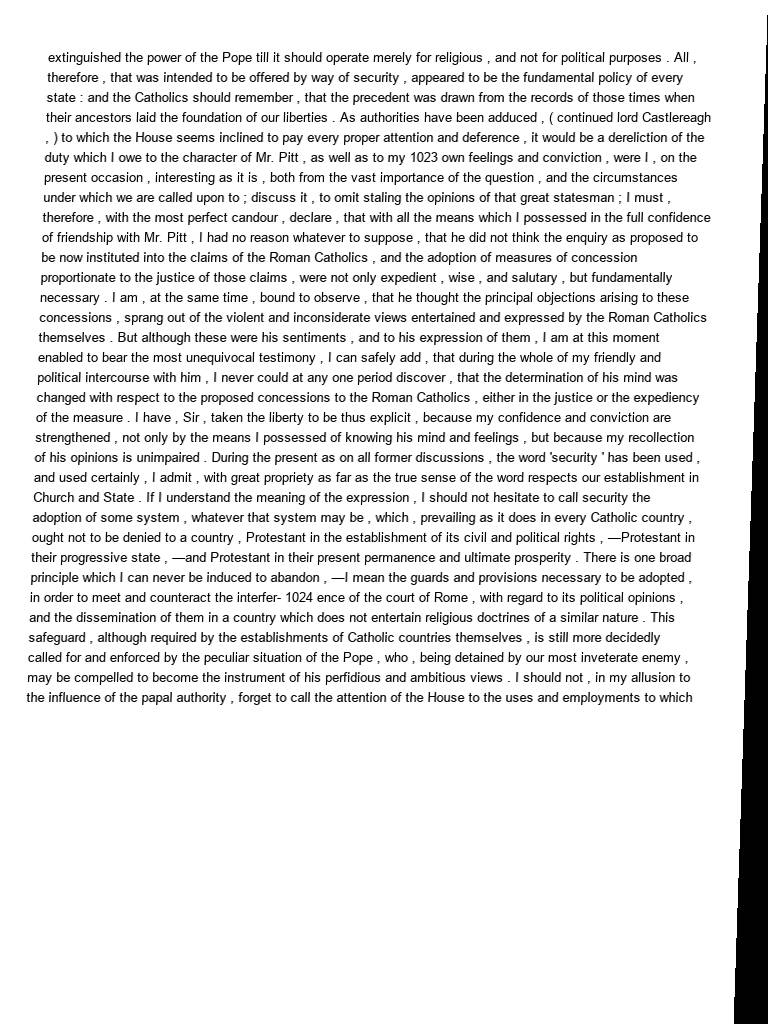 extinguished the power of the Pope till it should operate merely for religious , and not for political purposes . All ,
therefore , that was intended to be offered by way of security , appeared to be the fundamental policy of every
state : and the Catholics should remember , that the precedent was drawn from the records of those times when
their ancestors laid the foundation of our liberties . As authorities have been adduced , ( continued lord Castlereagh
, ) to which the House seems inclined to pay every proper attention and deference , it would be a dereliction of the
duty which I owe to the character of Mr. Pitt , as well as to my 1023 own feelings and conviction , were I , on the
present occasion , interesting as it is , both from the vast importance of the question , and the circumstances
under which we are called upon to ; discuss it , to omit staling the opinions of that great statesman ; I must ,
therefore , with the most perfect candour , declare , that with all the means which I possessed in the full confidence
of friendship with Mr. Pitt , I had no reason whatever to suppose , that he did not think the enquiry as proposed to
be now instituted into the claims of the Roman Catholics , and the adoption of measures of concession
proportionate to the justice of those claims , were not only expedient , wise , and salutary , but fundamentally
necessary . I am , at the same time , bound to observe , that he thought the principal objections arising to these
concessions , sprang out of the violent and inconsiderate views entertained and expressed by the Roman Catholics
themselves . But although these were his sentiments , and to his expression of them , I am at this moment
enabled to bear the most unequivocal testimony , I can safely add , that during the whole of my friendly and
political intercourse with him , I never could at any one period discover , that the determination of his mind was
changed with respect to the proposed concessions to the Roman Catholics , either in the justice or the expediency
of the measure . I have , Sir , taken the liberty to be thus explicit , because my confidence and conviction are
strengthened , not only by the means I possessed of knowing his mind and feelings , but because my recollection
of his opinions is unimpaired . During the present as on all former discussions , the word 'security ' has been used ,
and used certainly , I admit , with great propriety as far as the true sense of the word respects our establishment in
Church and State . If I understand the meaning of the expression , I should not hesitate to call security the
adoption of some system , whatever that system may be , which , prevailing as it does in every Catholic country ,
ought not to be denied to a country , Protestant in the establishment of its civil and political rights , —Protestant in
their progressive state , —and Protestant in their present permanence and ultimate prosperity . There is one broad
principle which I can never be induced to abandon , —I mean the guards and provisions necessary to be adopted ,
in order to meet and counteract the interfer- 1024 ence of the court of Rome , with regard to its political opinions ,
and the dissemination of them in a country which does not entertain religious doctrines of a similar nature . This
safeguard , although required by the establishments of Catholic countries themselves , is still more decidedly
called for and enforced by the peculiar situation of the Pope , who , being detained by our most inveterate enemy ,
may be compelled to become the instrument of his perfidious and ambitious views . I should not , in my allusion to
the influence of the papal authority , forget to call the attention of the House to the uses and employments to which